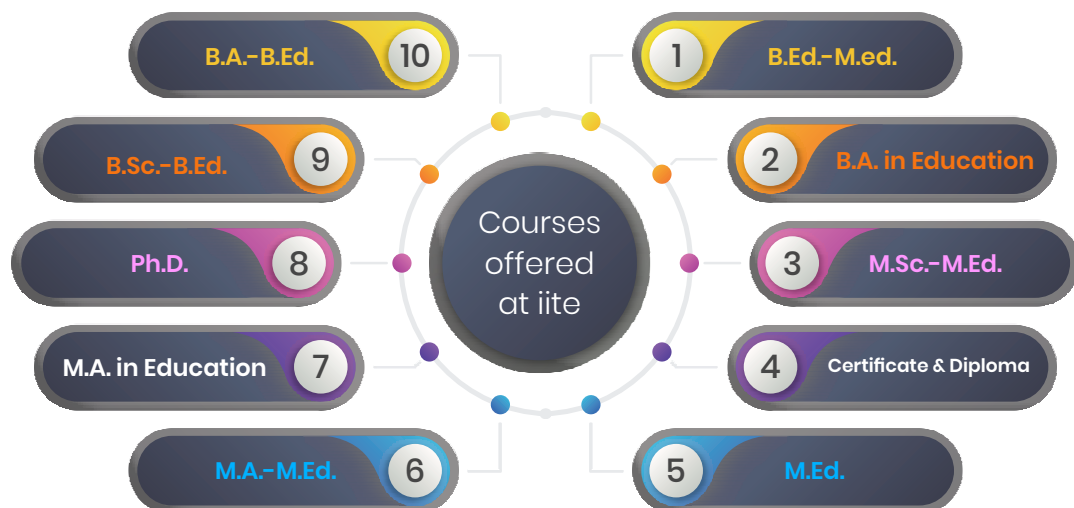 Courses
offered
at iite
1 B.Ed.-M.ed.
2 B.A. in Education
3 M.Sc.-M.Ed.
4 Certificate & Diploma
5 M.Ed.
6 M.A.-M.Ed.
7 M.A. in Education
8 Ph.D.
9 B.Sc.-B.Ed.
10 B.A.-B.Ed.